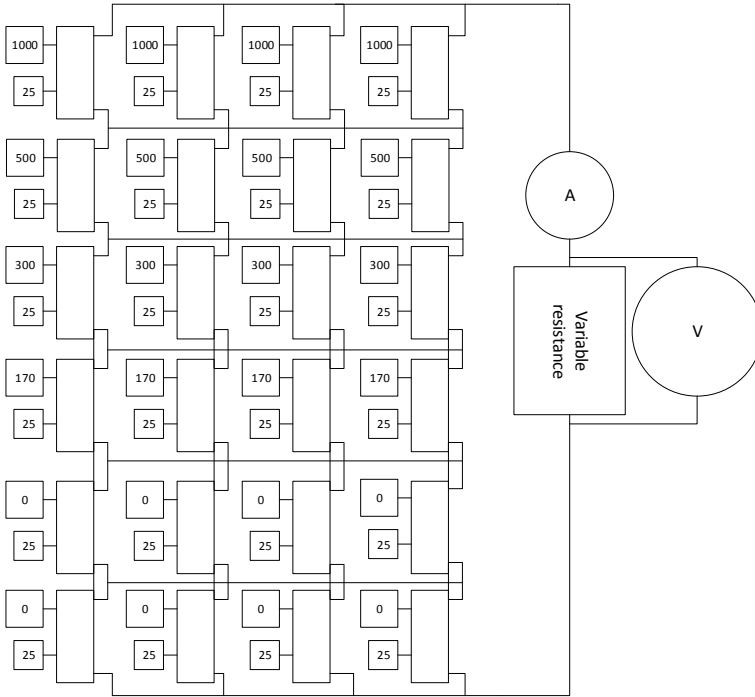 1000 1000 1000 1000
25 25 25 25
500 500 500 500
25 25 25 25
A
300 300 300 300
25 25 25 25
Variable
resistance
V
170 170 170 170
25 25 25 25
0 0 0 0
25 25 25 25
0 0 0 0
25 25 25 25